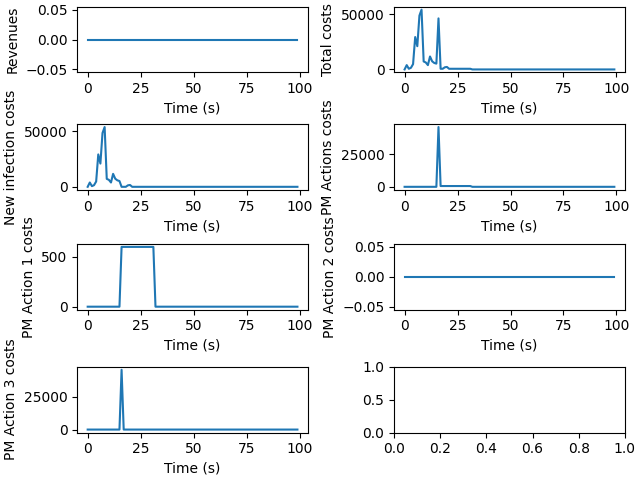 Revenues
0.05
0.00
−0.05
0 25 50 75 100
Time (s)
Total costs
50000
0
0 25 50 75 100
Time (s)
New infection costs
50000
0
0 25 50 75 100
Time (s)
PM Actions costs
25000
0
0 25 50 75 100
Time (s)
PM Action 1 costs
500
0
0 25 50 75 100
Time (s)
PM Action 2 costs
0.05
0.00
−0.05
0 25 50 75 100
Time (s)
PM Action 3 costs
25000
0
0 25 50 75 100
Time (s)
1.0
0.5
0.0
0.0 0.2 0.4 0.6 0.8 1.0